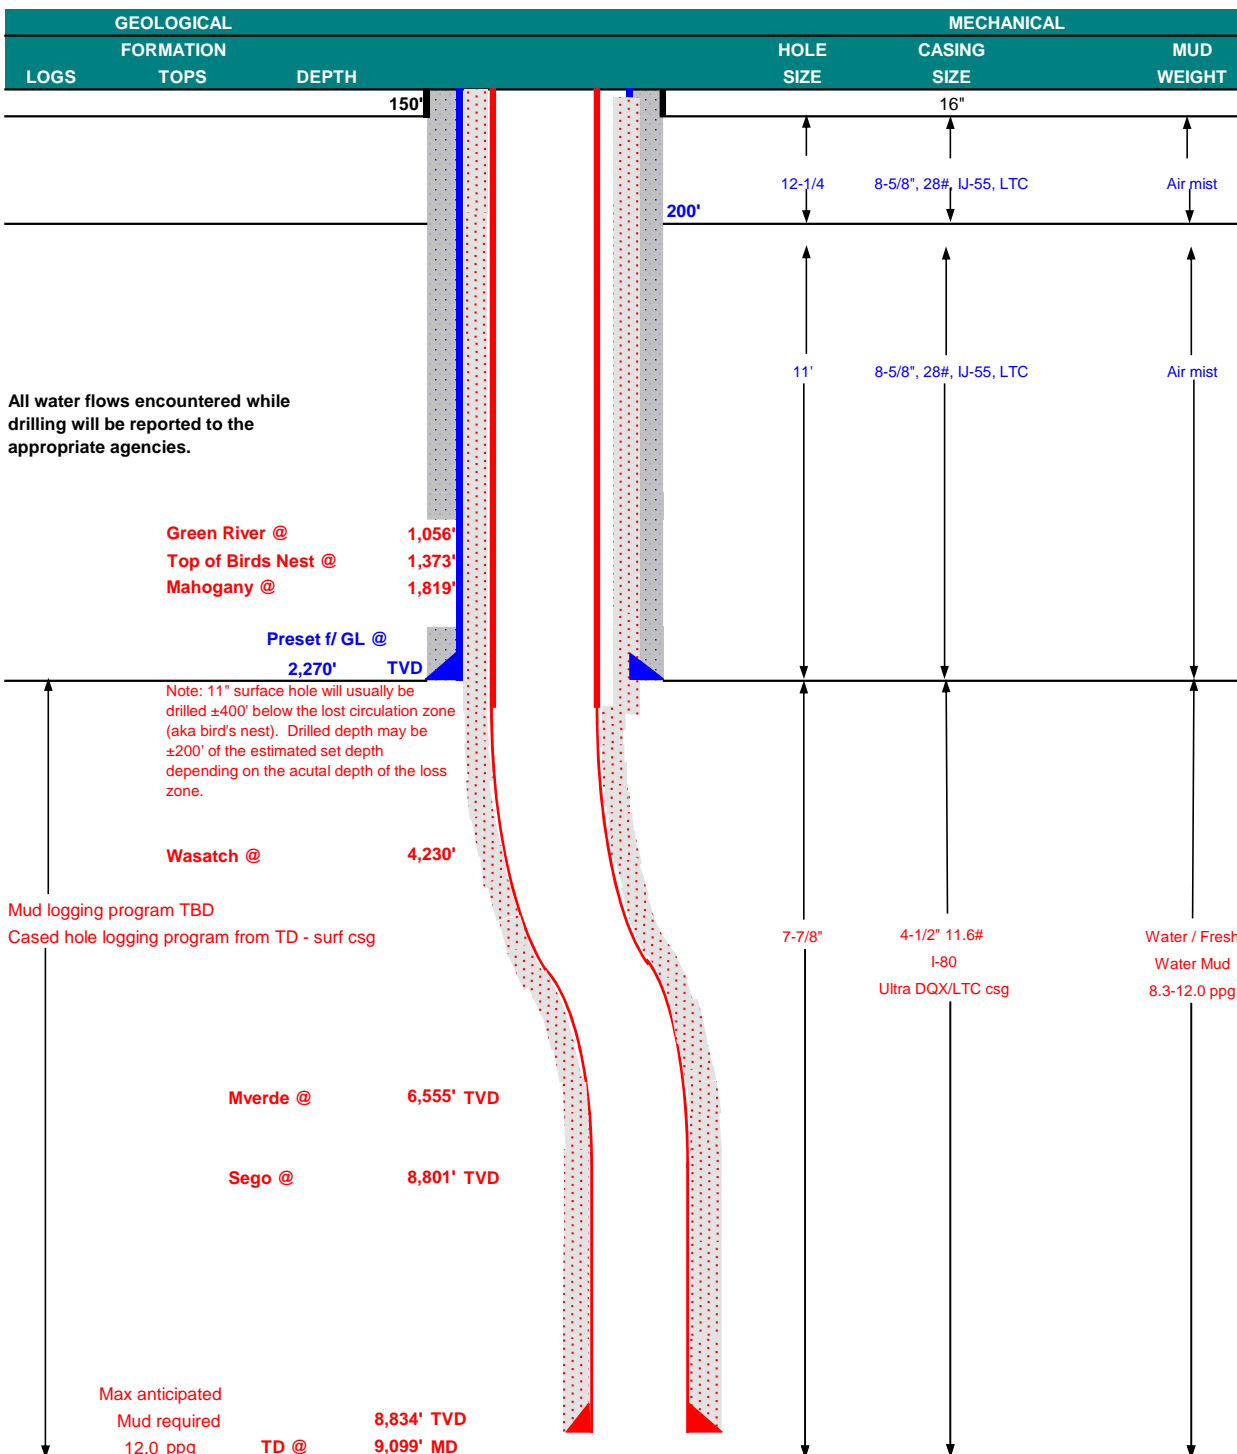 GEOLOGICAL MECHANICAL
FORMATION HOLE CASING MUD
LOGS TOPS DEPTH SIZE SIZE WEIGHT
150' 16"
12-1/4 8-5/8", 28#, IJ-55, LTC Air mist
200'
11' 8-5/8", 28#, IJ-55, LTC Air mist
All water flows encountered while
drilling will be reported to the
appropriate agencies.
Green River @ 1,056'
Top of Birds Nest @ 1,373'
Mahogany @ 1,819'
Preset f/ GL @
2,270' TVD
Note: 11" surface hole will usually be
drilled ±400' below the lost circulation zone
(aka bird's nest). Drilled depth may be
±200' of the estimated set depth
depending on the acutal depth of the loss
zone.
Wasatch @ 4,230'
Mud logging program TBD
Cased hole logging program from TD - surf csg
7-7/8" 4-1/2" 11.6# Water / Fresh
I-80 Water Mud
Ultra DQX/LTC csg 8.3-12.0 ppg
Mverde @ 6,555' TVD
Sego @ 8,801' TVD
Max anticipated
Mud required 8,834' TVD
12.0 ppg TD @ 9,099' MD